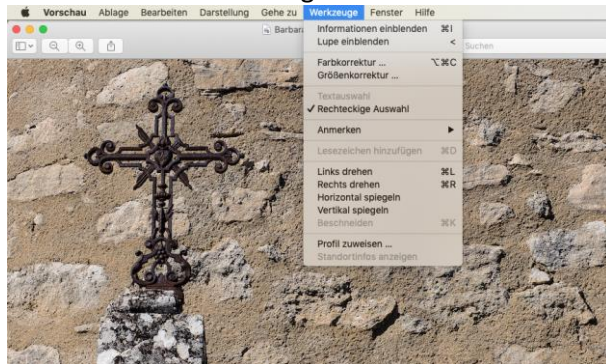 Vorschau Ablage Bearbeiten Darstellung Gehe zu Werkzeuge Fenster Hilfe
Barbara
Suchen
Informationen einblenden ⌘I
Lupe einblenden <
Farbkorrektur ... ⌥⌘C
Größenkorrektur ...
Textauswahl
✓ Rechteckige Auswahl
Anmerken ▶
Lesezeichen hinzufügen ⌘D
Links drehen ⌘L
Rechts drehen ⌘R
Horizontal spiegeln
Vertikal spiegeln
Beschneiden ⌘K
Profil zuweisen ...
Standortinfos anzeigen